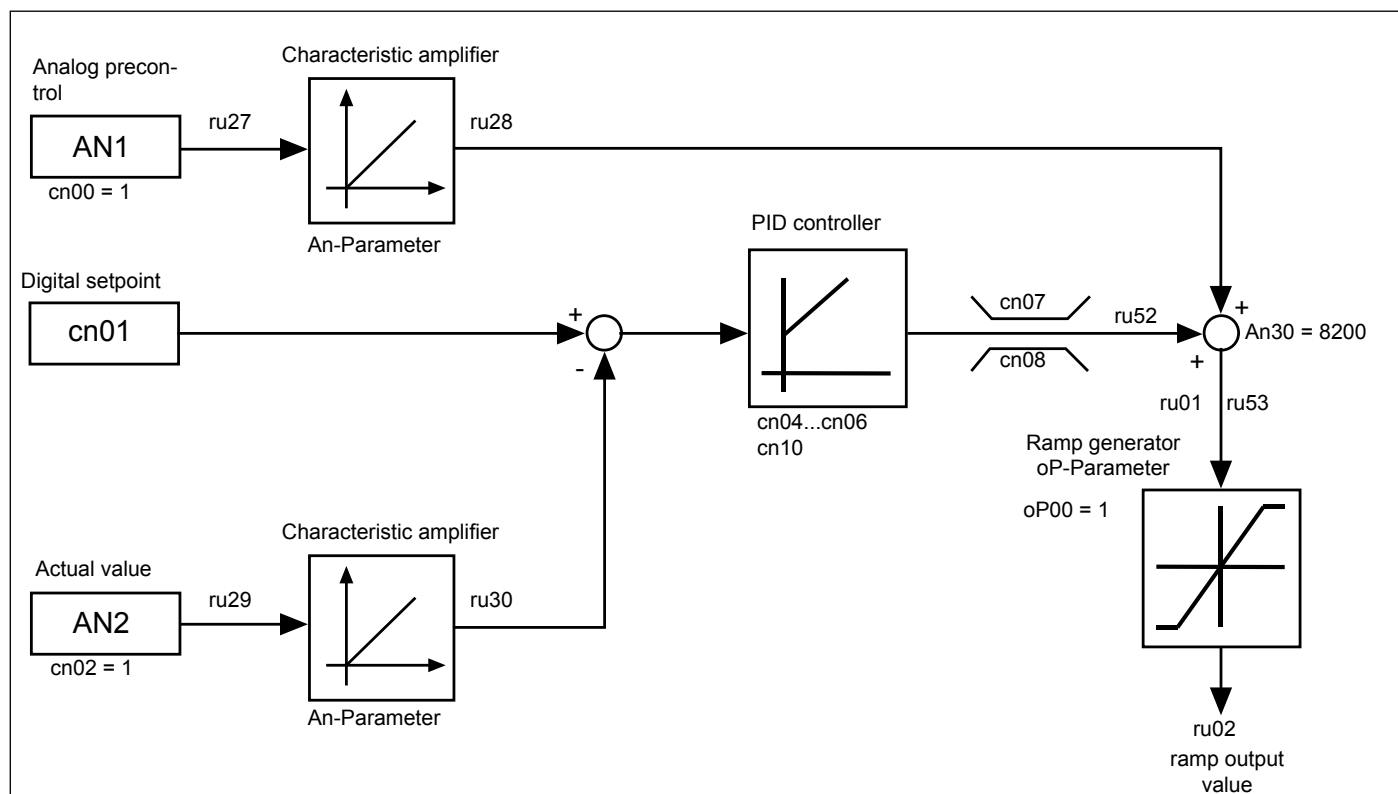 Analog precon-
trol
AN1
cn00 = 1
ru27
Characteristic amplifier
An-Parameter
ru28
Digital setpoint
cn01
+
-
PID controller
cn04...cn06
cn10
cn07
cn08
ru52
+
+
An30 = 8200
ru01
ru53
Ramp generator
oP-Parameter
oP00 = 1
Actual value
AN2
cn02 = 1
ru29
Characteristic amplifier
An-Parameter
ru30
ru02
ramp output
value